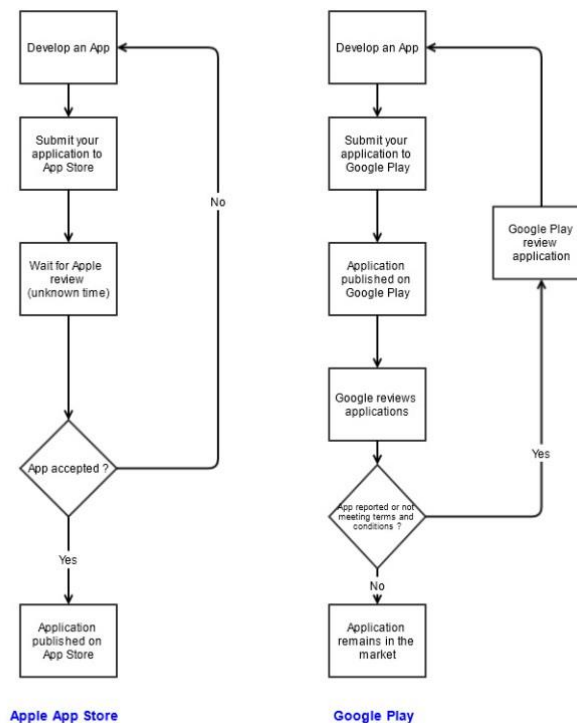 Develop an App
Submit your
application to
App Store
Wait for Apple
review
(unknown time)
App accepted ?
No
Yes
Application
published on
App Store
Apple App Store
Develop an App
Submit your
application to
Google Play
Application
published on
Google Play
Google reviews
applications
App reported or not
meeting terms and
conditions ?
Yes
Google Play
review
application
No
Application
remains in the
market
Google Play